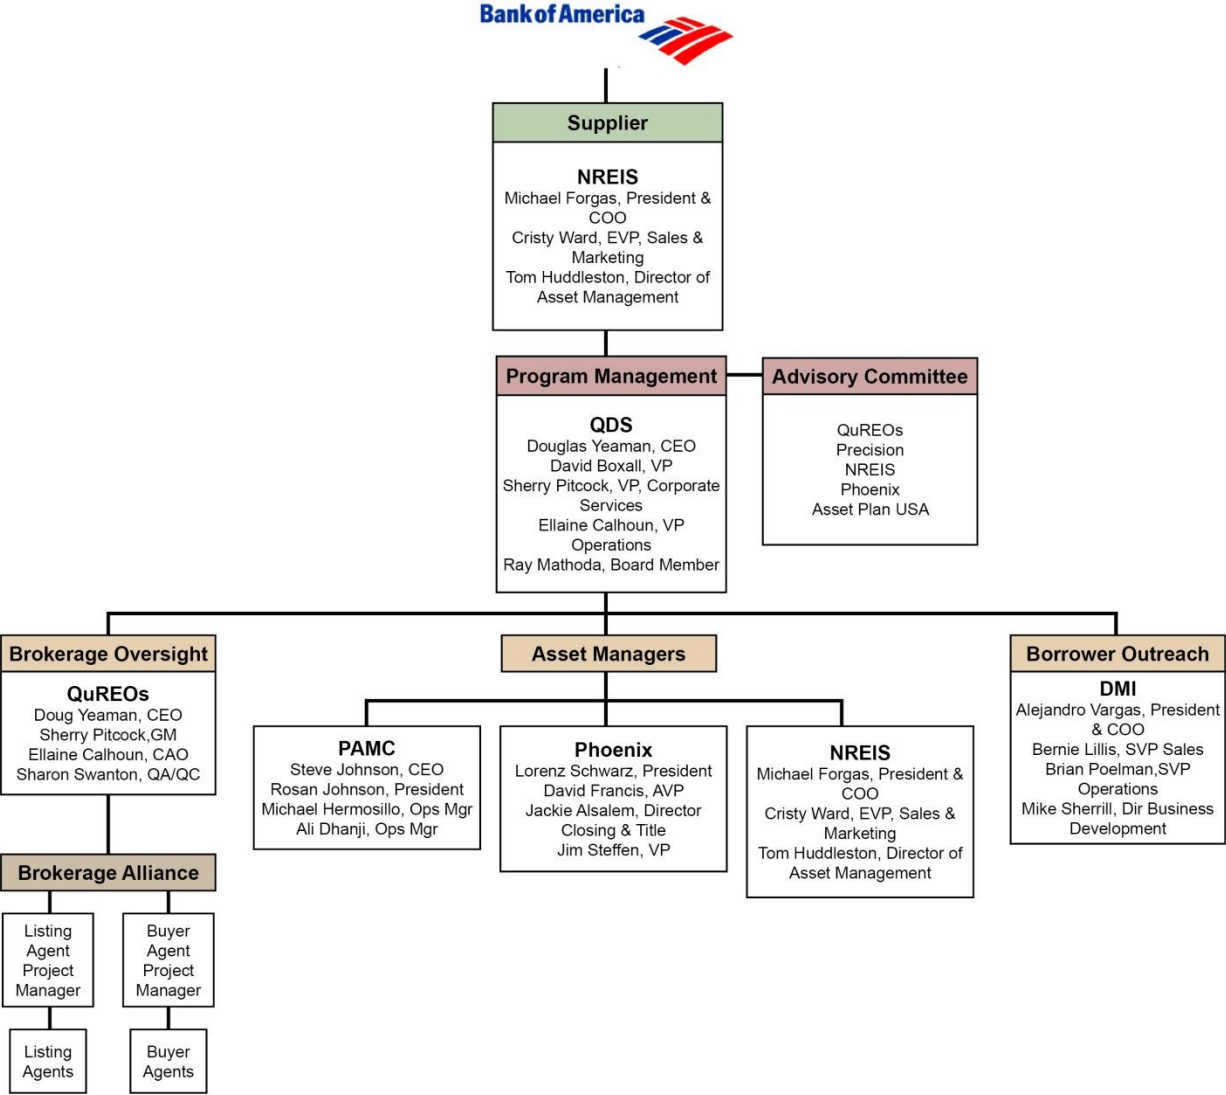 Bank of America
Supplier
NREIS
Michael Forgas, President &
COO
Cristy Ward, EVP, Sales &
Marketing
Tom Huddleston, Director of
Asset Management
Program Management
QDS
Douglas Yeaman, CEO
David Boxall, VP
Sherry Pitcock, VP, Corporate
Services
Ellaine Calhoun, VP
Operations
Ray Mathoda, Board Member
Advisory Committee
QuREOs
Precision
NREIS
Phoenix
Asset Plan USA
Brokerage Oversight
QuREOs
Doug Yeaman, CEO
Sherry Pitcock,GM
Ellaine Calhoun, CAO
Sharon Swanton, QA/QC
Brokerage Alliance
Listing
Agent
Project
Manager
Listing
Agents
Buyer
Agent
Project
Manager
Buyer
Agents
Asset Managers
PAMC
Steve Johnson, CEO
Rosan Johnson, President
Michael Hermosillo, Ops Mgr
Ali Dhanji, Ops Mgr
Phoenix
Lorenz Schwarz, President
David Francis, AVP
Jackie Alsalem, Director
Closing & Title
Jim Steffen, VP
NREIS
Michael Forgas, President &
COO
Cristy Ward, EVP, Sales &
Marketing
Tom Huddleston, Director of
Asset Management
Borrower Outreach
DMI
Alejandro Vargas, President
& COO
Bernie Lillis, SVP Sales
Brian Poelman,SVP
Operations
Mike Sherrill, Dir Business
Development